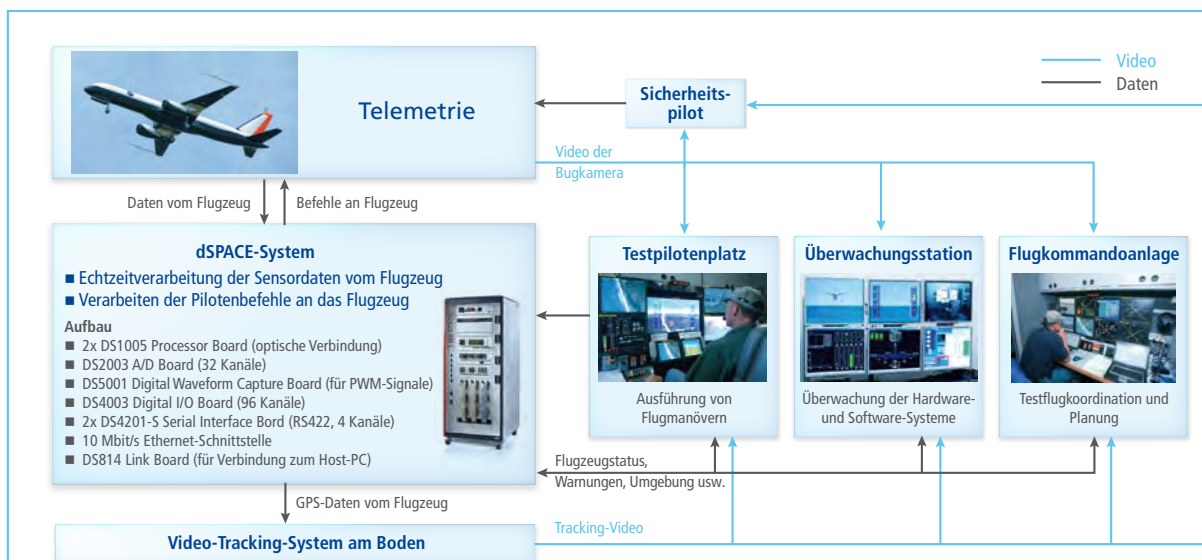 Telemetrie
Sicherheits-
pilot
Video
Daten
Video der
Bugkamera
Daten vom Flugzeug
Befehle an Flugzeug
dSPACE-System
■ Echtzeitverarbeitung der Sensordaten vom Flugzeug
■ Verarbeiten der Pilotenbefehle an das Flugzeug
Aufbau
■ 2x DS1005 Processor Board (optische Verbindung)
■ DS2003 A/D Board (32 Kanäle)
■ DS5001 Digital Waveform Capture Board (für PWM-Signale)
■ DS4003 Digital I/O Board (96 Kanäle)
■ 2x DS4201-S Serial Interface Bord (RS422, 4 Kanäle)
■ 10 Mbit/s Ethernet-Schnittstelle
■ DS814 Link Board (für Verbindung zum Host-PC)
Testpilotenplatz
Ausführung von
Flugmanövern
Überwachungsstation
Überwachung der Hardware-
und Software-Systeme
Flugkommandoanlage
Testflugkoordination und
Planung
Flugzeugstatus,
Warnungen, Umgebung usw.
GPS-Daten vom Flugzeug
Tracking-Video
Video-Tracking-System am Boden